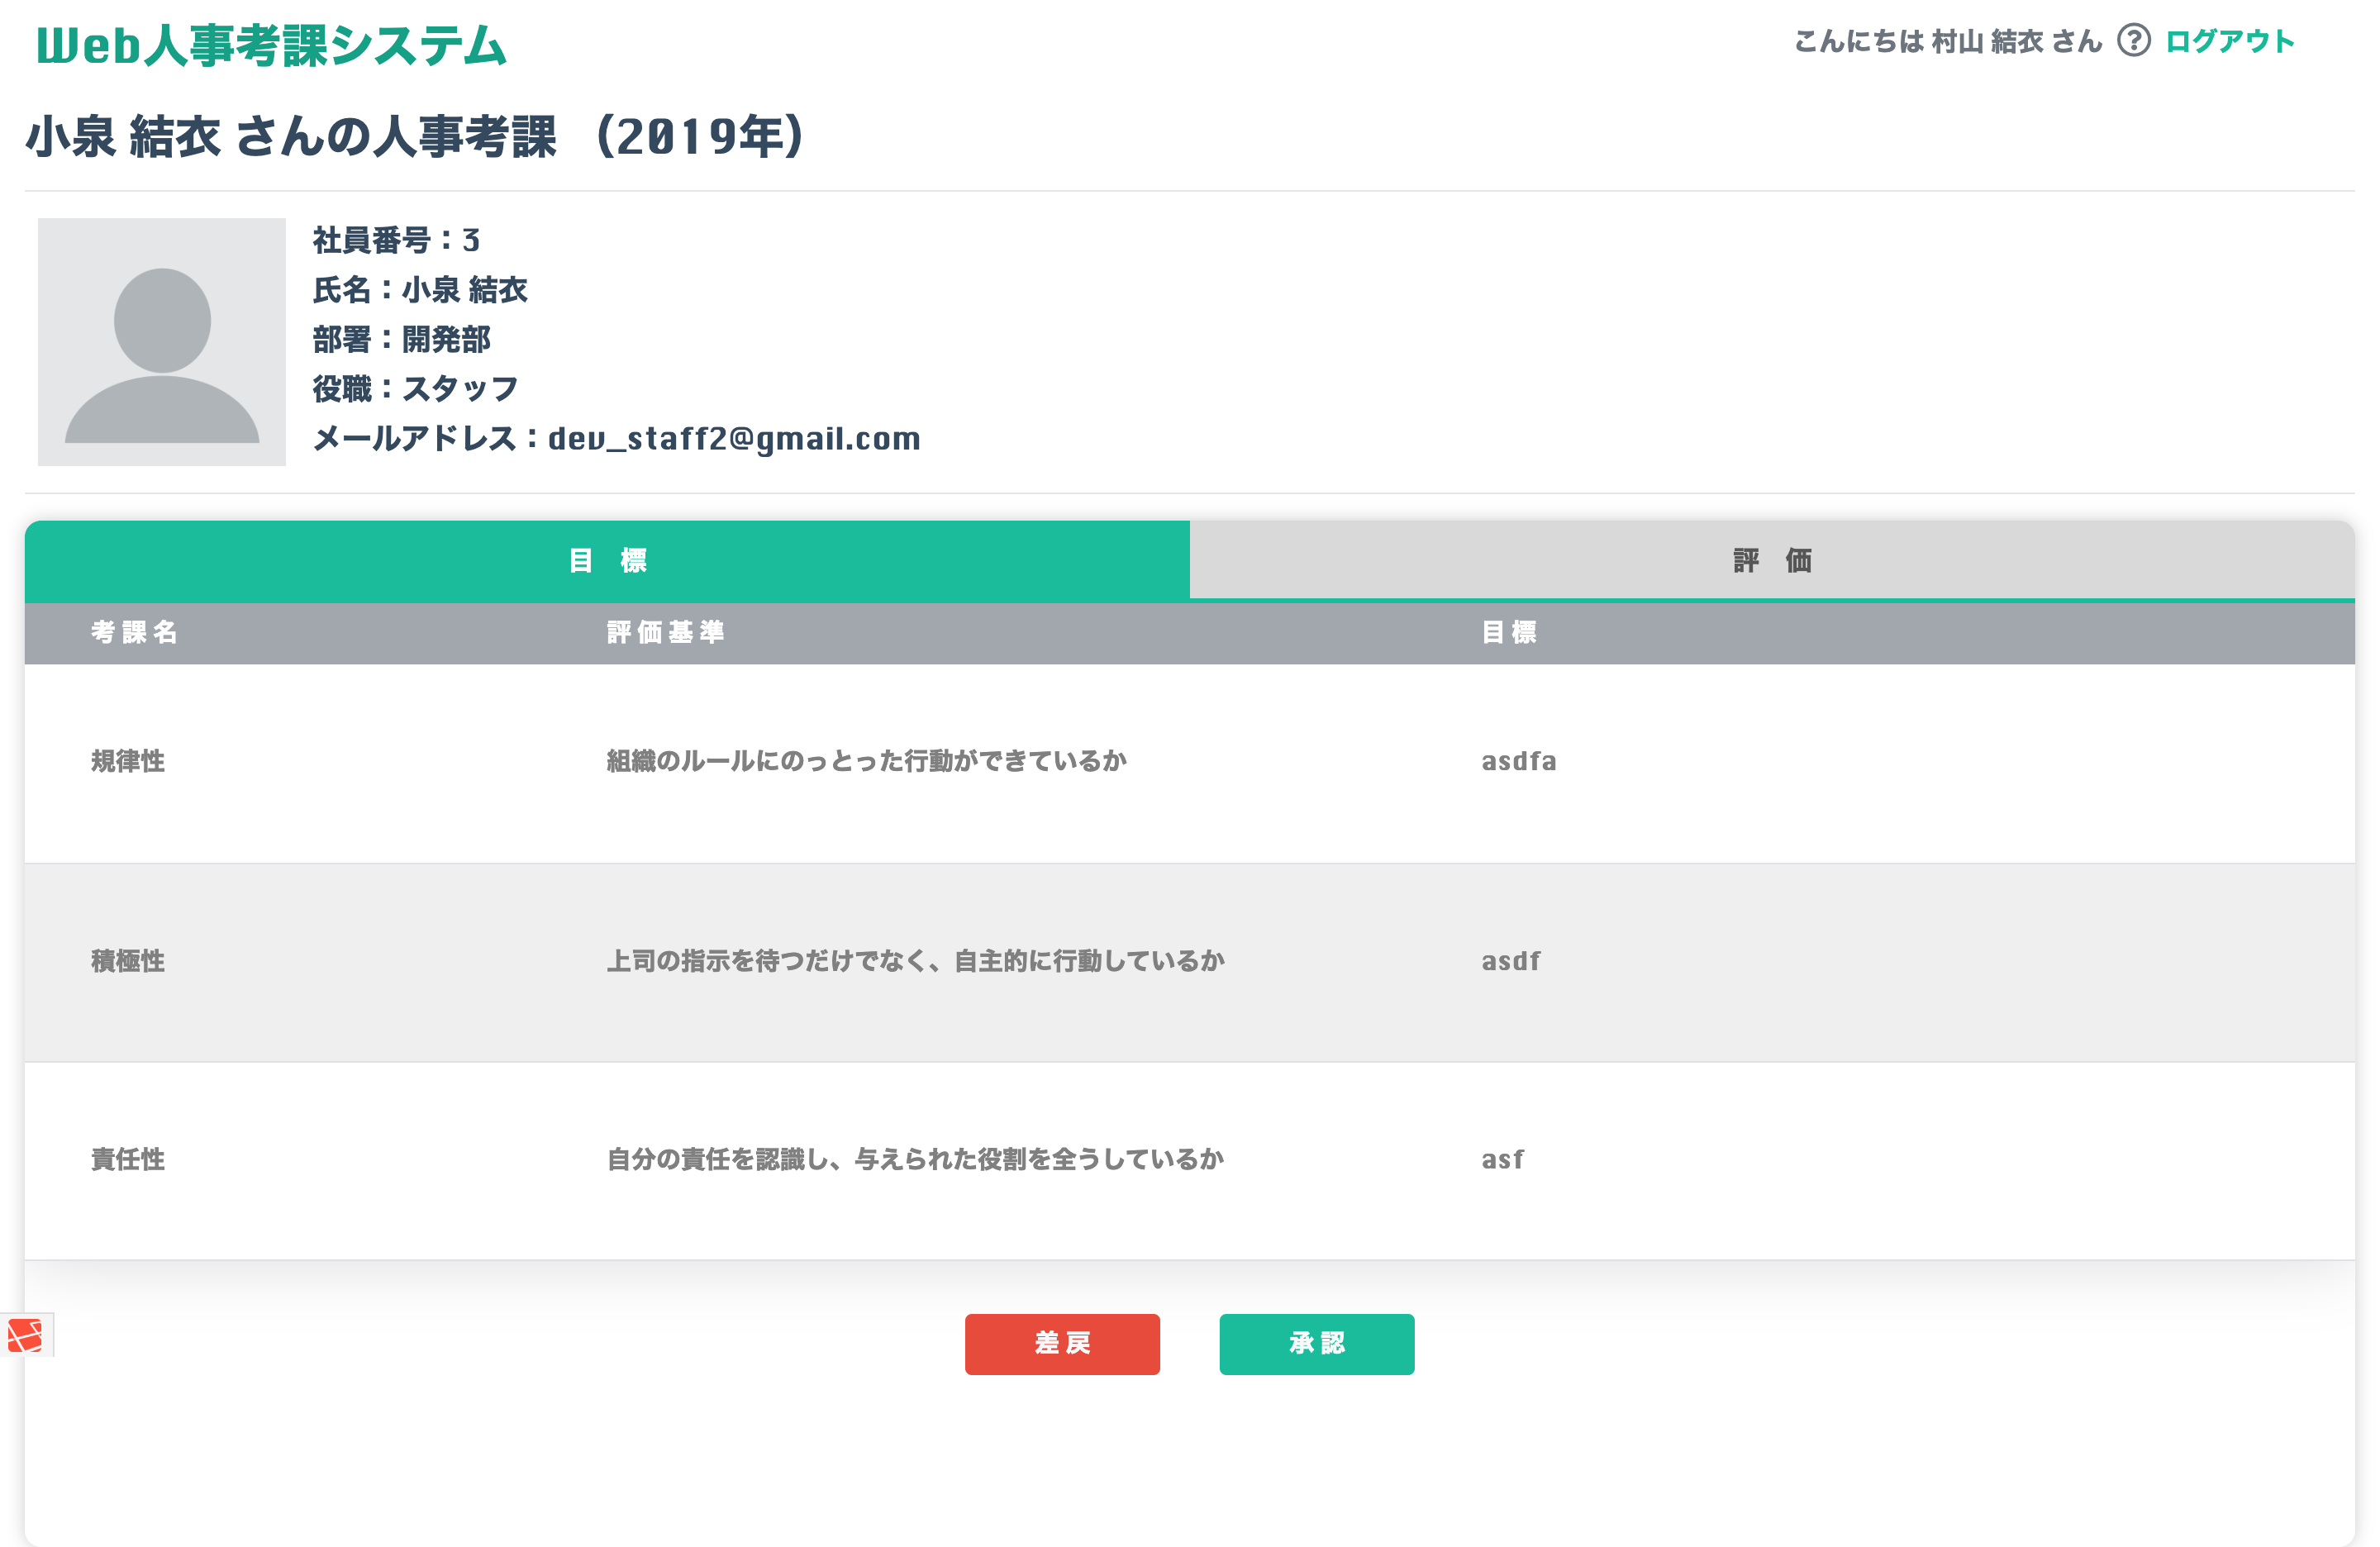 Web人事考課システム
こんにちは 村山 結衣 さん ? ログアウト
小泉 結衣 さんの人事考課 （2019年）
社員番号：3
氏名：小泉 結衣
部署：開発部
役職：スタッフ
メールアドレス：dev_staff2@gmail.com
目 標
評 価
考課名 評価基準 目標
規律性 組織のルールにのっとった行動ができているか asdfa
積極性 上司の指示を待つだけでなく、自主的に行動しているか asdf
責任性 自分の責任を認識し、与えられた役割を全うしているか asf
差戻
承認